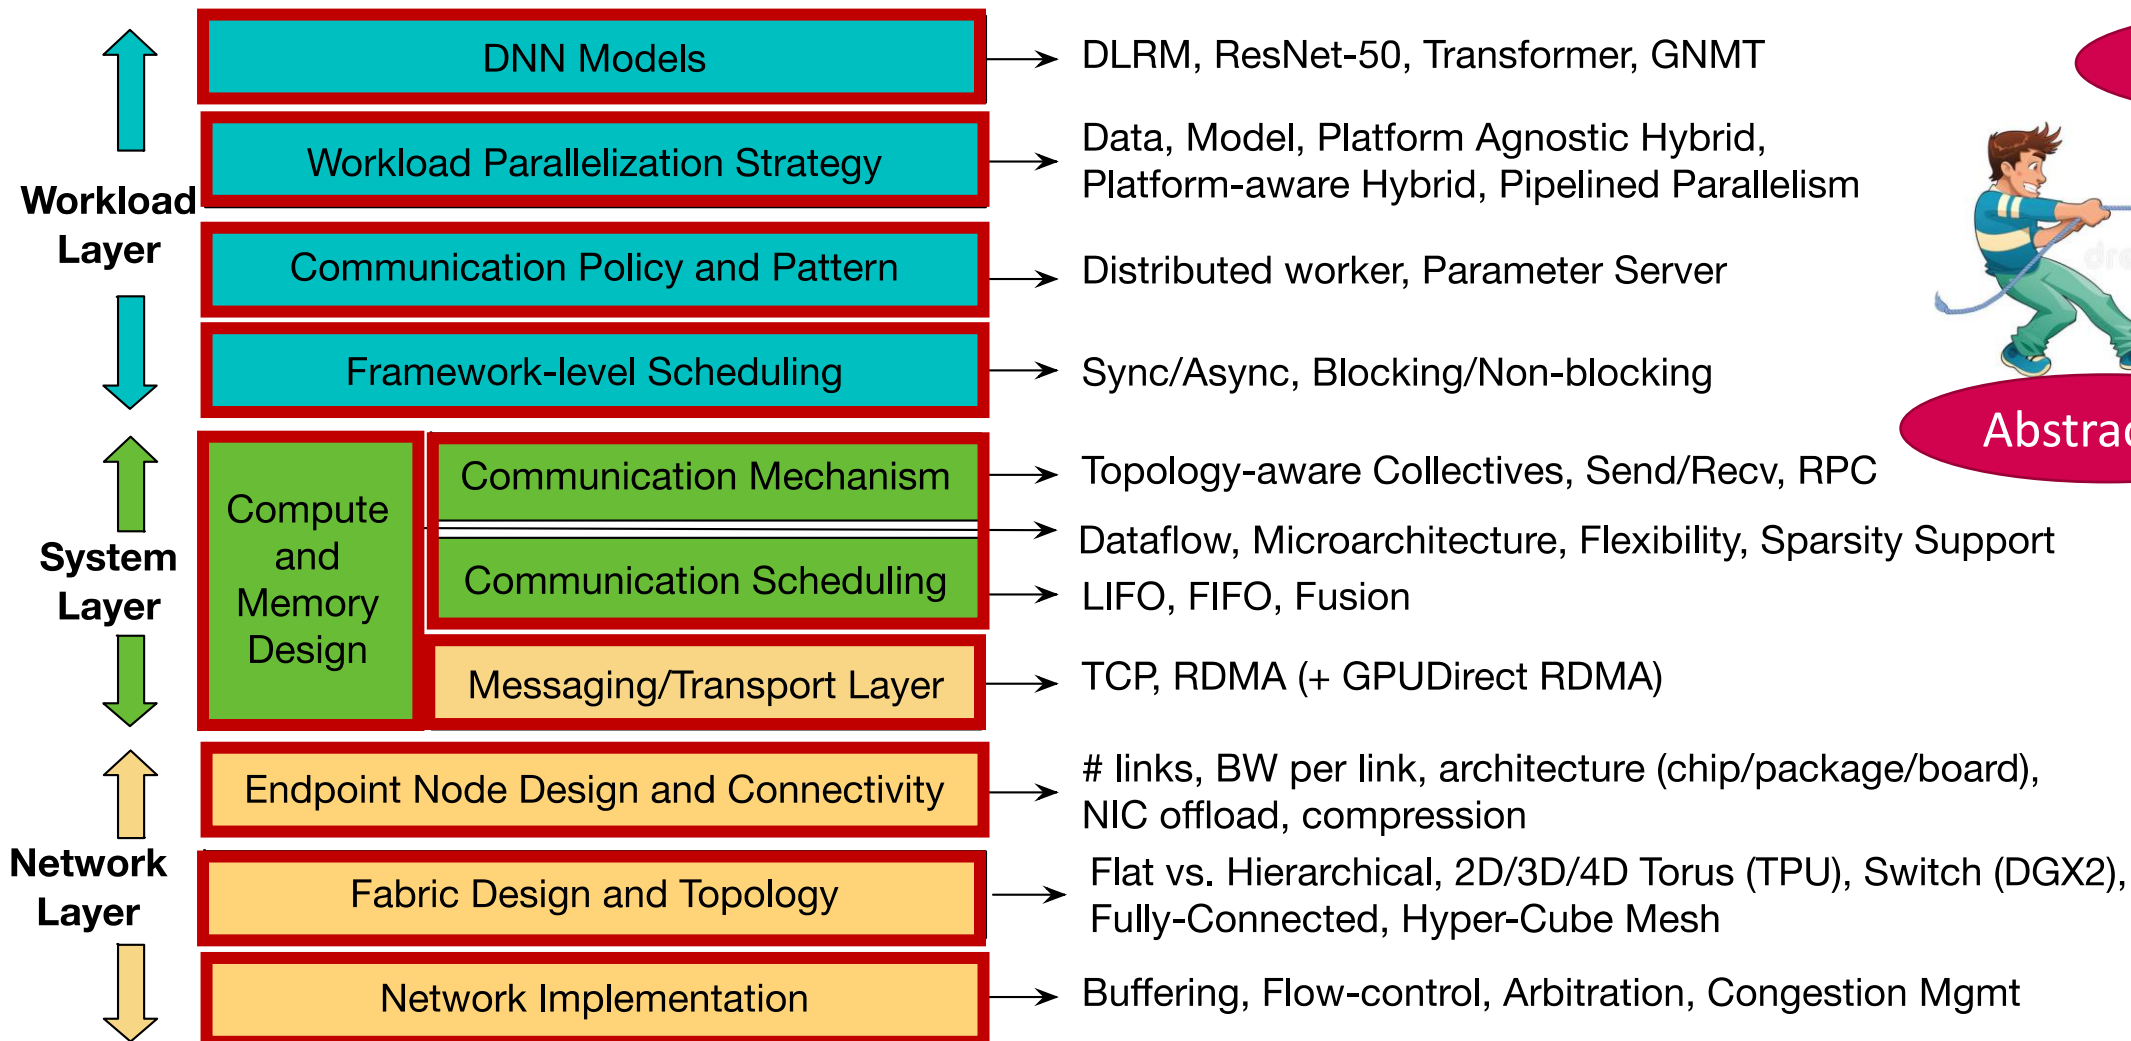 DNN Models
DLRM, ResNet-50, Transformer, GNMT
Workload Parallelization Strategy
Data, Model, Platform Agnostic Hybrid,
Platform-aware Hybrid, Pipelined Parallelism
Workload
Layer
Communication Policy and Pattern
Distributed worker, Parameter Server
Framework-level Scheduling
Sync/Async, Blocking/Non-blocking
System
Layer
Compute
and
Memory
Design
Communication Mechanism
Topology-aware Collectives, Send/Recv, RPC
Dataflow, Microarchitecture, Flexibility, Sparsity Support
Communication Scheduling
LIFO, FIFO, Fusion
Messaging/Transport Layer
TCP, RDMA (+ GPUDirect RDMA)
Network
Layer
Endpoint Node Design and Connectivity
# links, BW per link, architecture (chip/package/board),
NIC offload, compression
Fabric Design and Topology
Flat vs. Hierarchical, 2D/3D/4D Torus (TPU), Switch (DGX2),
Fully-Connected, Hyper-Cube Mesh
Network Implementation
Buffering, Flow-control, Arbitration, Congestion Mgmt